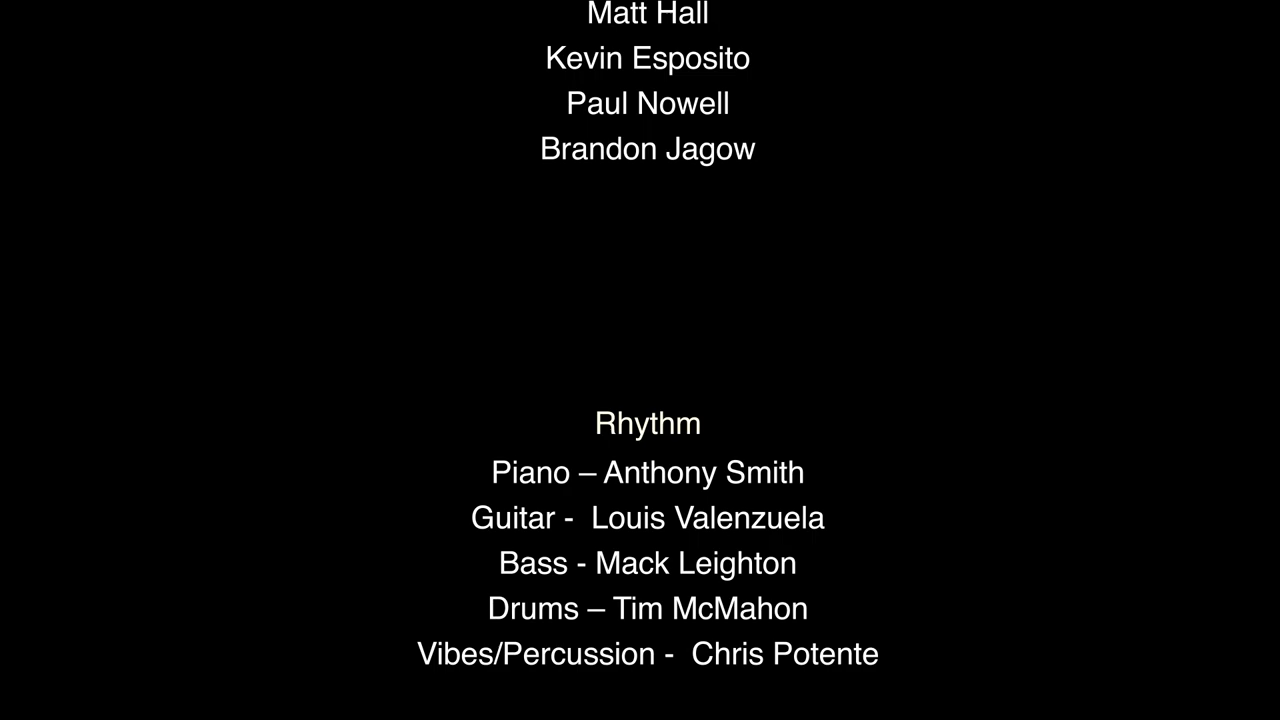 Matt Hall
Kevin Esposito
Paul Nowell
Brandon Jagow
Rhythm
Piano – Anthony Smith
Guitar -  Louis Valenzuela
Bass - Mack Leighton
Drums – Tim McMahon
Vibes/Percussion -  Chris Potente